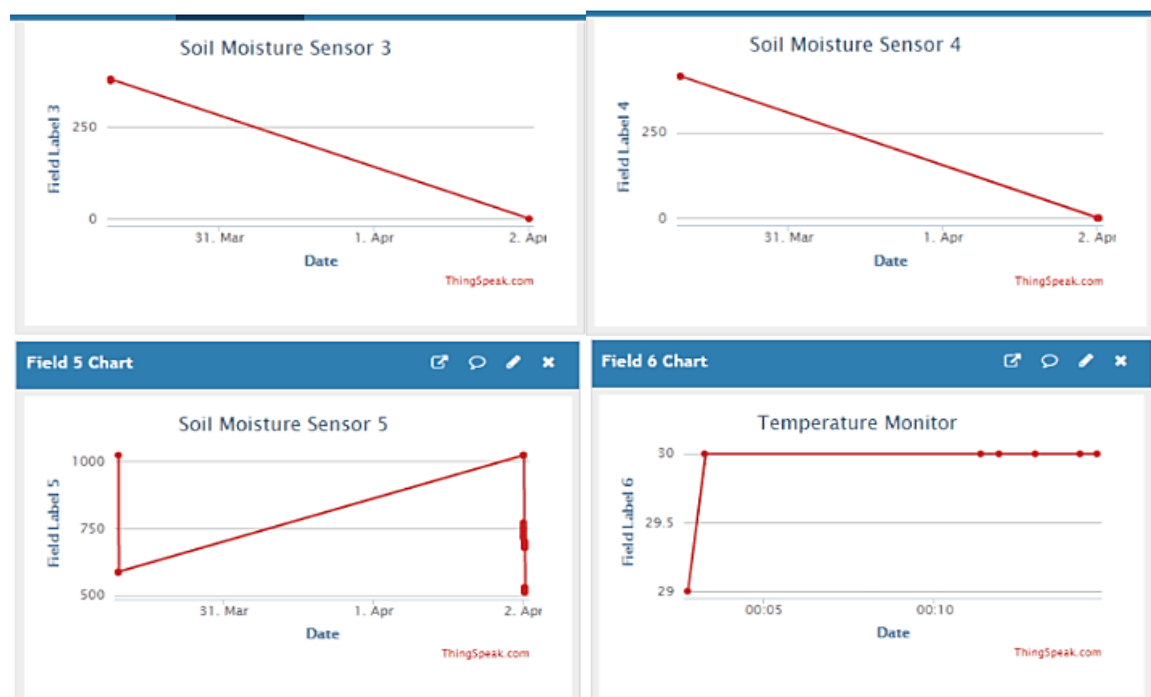 Soil Moisture Sensor 3
Field Label 3
250
0
31. Mar
1. Apr
2. Apr
Date
ThingSpeak.com
Soil Moisture Sensor 4
Field Label 4
250
0
31. Mar
1. Apr
2. Apr
Date
ThingSpeak.com
Field 5 Chart
Soil Moisture Sensor 5
Field Label 5
1000
750
500
31. Mar
1. Apr
2. Apr
Date
ThingSpeak.com
Field 6 Chart
Temperature Monitor
Field Label 6
30
29.5
29
00:05
00:10
Date
ThingSpeak.com